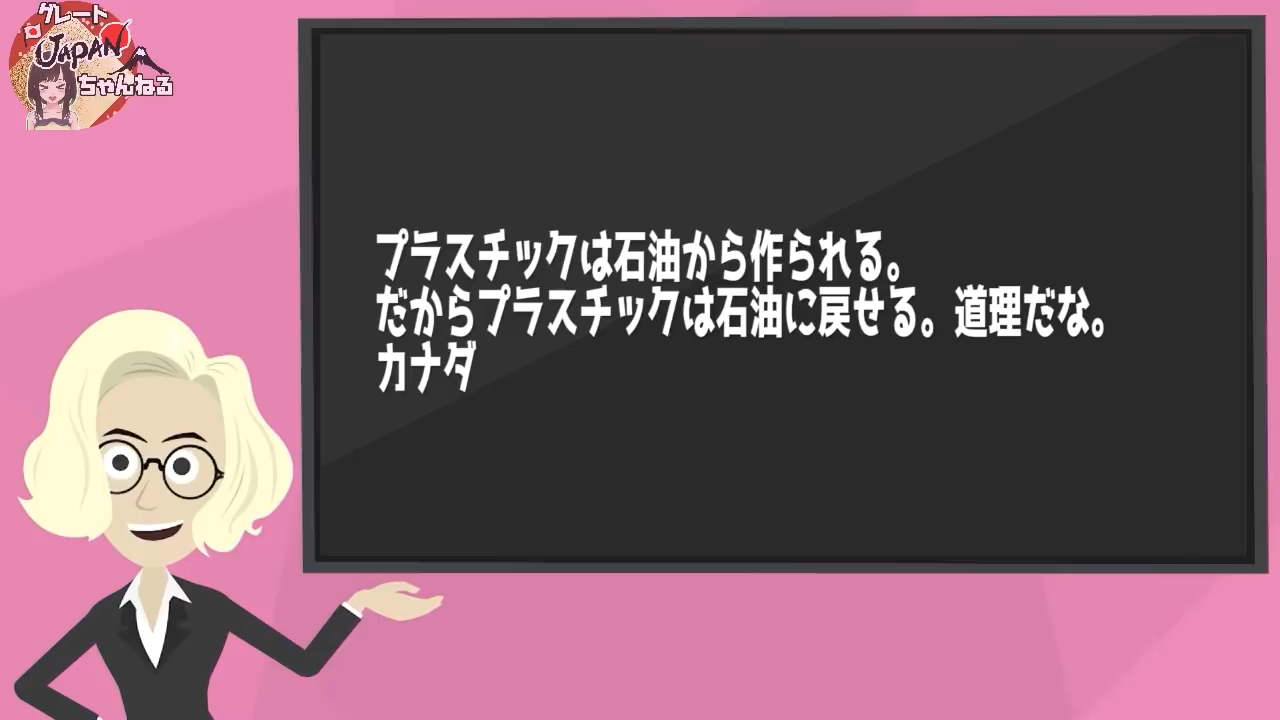 グレート
JAPAN
ちゃんねる
プラスチックは石油から作られる。
だからプラスチックは石油に戻せる。道理だな。
カナダ